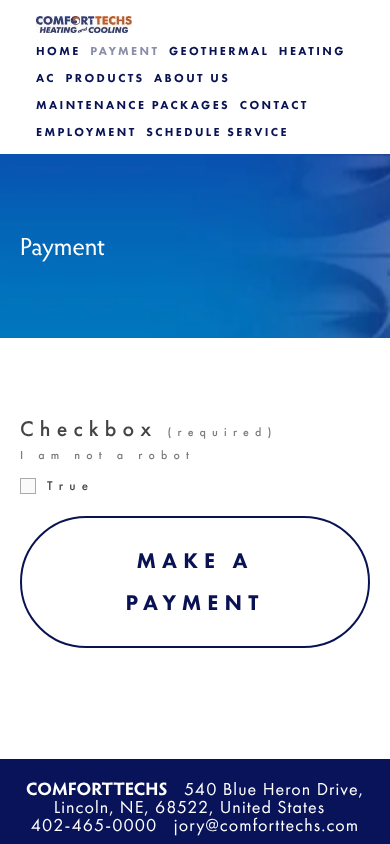 COMFORTTECHS
HEATING and COOLING
HOME PAYMENT GEOTHERMAL HEATING
AC PRODUCTS ABOUT US
MAINTENANCE PACKAGES CONTACT
EMPLOYMENT SCHEDULE SERVICE
Payment
Checkbox (required)
I am not a robot
True
MAKE A
PAYMENT
COMFORTTECHS 540 Blue Heron Drive,
Lincoln, NE, 68522, United States
402-465-0000 jory@comforttechs.com